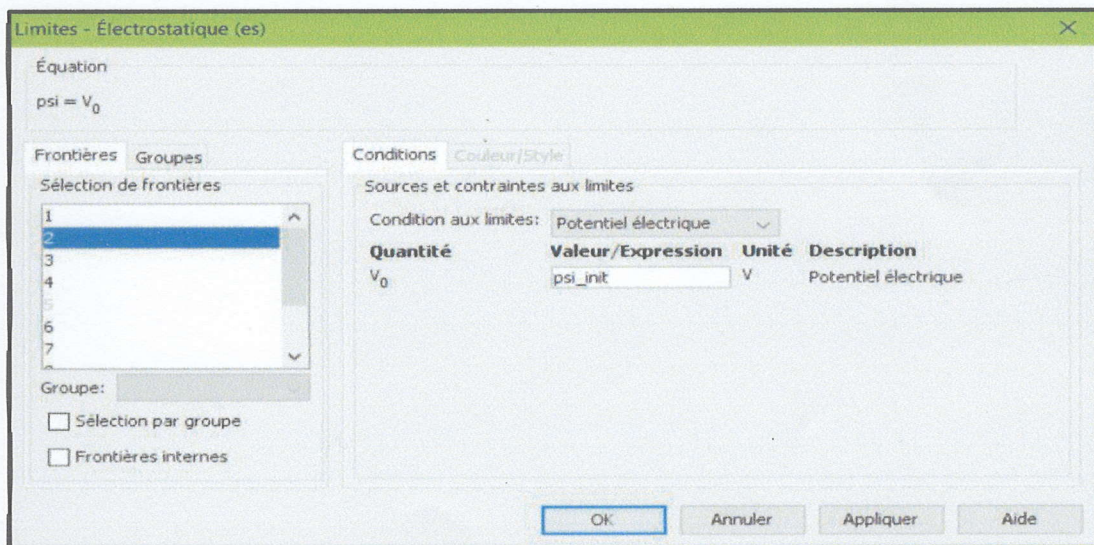 Limites - Électrostatique (es)
Équation
psi = V0
Frontières Groupes
Sélection de frontières
1
2
3
4
5
6
7
Groupe:
Sélection par groupe
Frontières internes
Conditions Couleur/Style
Sources et contraintes aux limites
Condition aux limites: Potentiel électrique
Quantité Valeur/Expression Unité Description
V0 psi_init V Potentiel électrique
OK Annuler Appliquer Aide